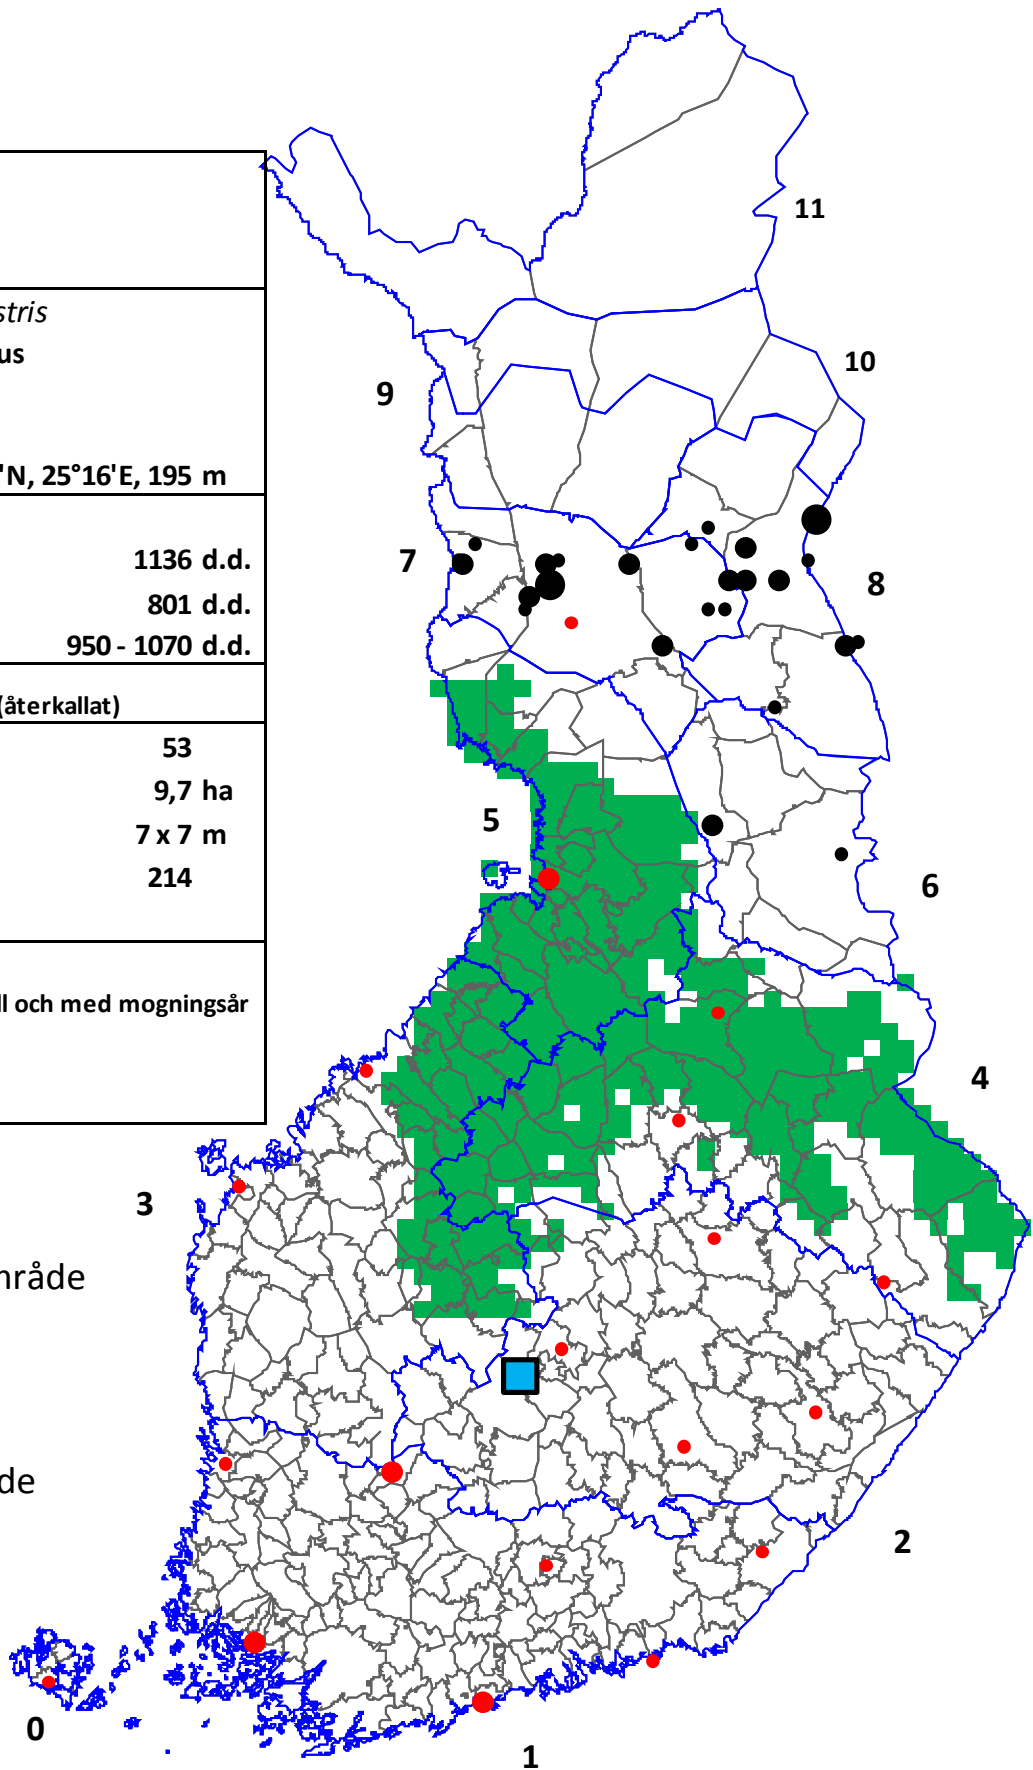 stris
us
'N, 25°16'E, 195 m
1136 d.d.
801 d.d.
950 - 1070 d.d.
(återkallat)
53
9,7 ha
7 x 7 m
214
ll och med mogningsår
nråde
de
11
10
9
8
7
6
5
4
3
2
1
0